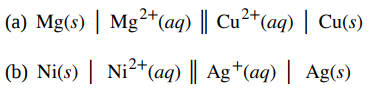 (a) Mg(s) | Mg²⁺(aq) || Cu²⁺(aq) | Cu(s)
(b) Ni(s) | Ni²⁺(aq) || Ag⁺(aq) | Ag(s)